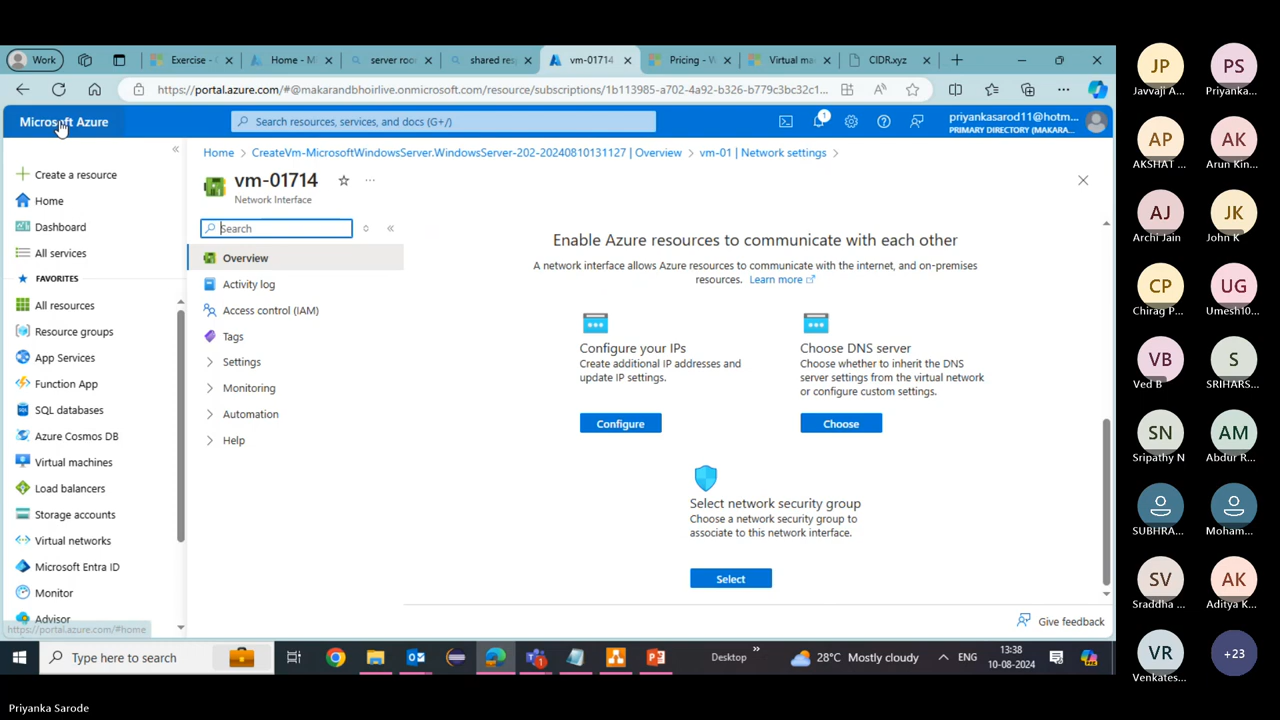 Work
Exercise -
Home - M
server roo
shared res
vm-01714
Pricing - W
Virtual ma
CIDR.xyz
https://portal.azure.com/#@makarandbhoirlive.onmicrosoft.com/resource/subscriptions/1b113985-a702-4a92-b326-b779c3bc32c1...
Microsoft Azure
Search resources, services, and docs (G+/)
1
priyankasarod11@hotm...
PRIMARY DIRECTORY (MAKARA...
Home > CreateVm-MicrosoftWindowsServer.WindowsServer-202-20240810131127 | Overview > vm-01 | Network settings >
Create a resource
Home
Dashboard
All services
FAVORITES
All resources
Resource groups
App Services
Function App
SQL databases
Azure Cosmos DB
Virtual machines
Load balancers
Storage accounts
Virtual networks
Microsoft Entra ID
Monitor
Advisor
https://portal.azure.com/#home
vm-01714
Network Interface
Search
Overview
Activity log
Access control (IAM)
Tags
Settings
Monitoring
Automation
Help
Enable Azure resources to communicate with each other
A network interface allows Azure resources to communicate with the internet, and on-premises
resources. Learn more
Configure your IPs
Create additional IP addresses and
update IP settings.
Configure
Choose DNS server
Choose whether to inherit the DNS
server settings from the virtual network
or configure custom settings.
Choose
Select network security group
Choose a network security group to
associate to this network interface.
Select
Give feedback
Type here to search
Desktop
28°C Mostly cloudy
ENG
13:38
10-08-2024
JP
Javvaji A...
PS
Priyanka...
AP
AKSHAT ...
AK
Arun Kin...
AJ
Archi Jain
JK
John K
CP
Chirag P...
UG
Umesh10...
VB
Ved B
S
SRIHARS...
SN
Sripathy N
AM
Abdur R...
SUBHRA...
Moham...
SV
Sraddha ...
AK
Aditya K...
VR
Venkates...
+23
Priyanka Sarode